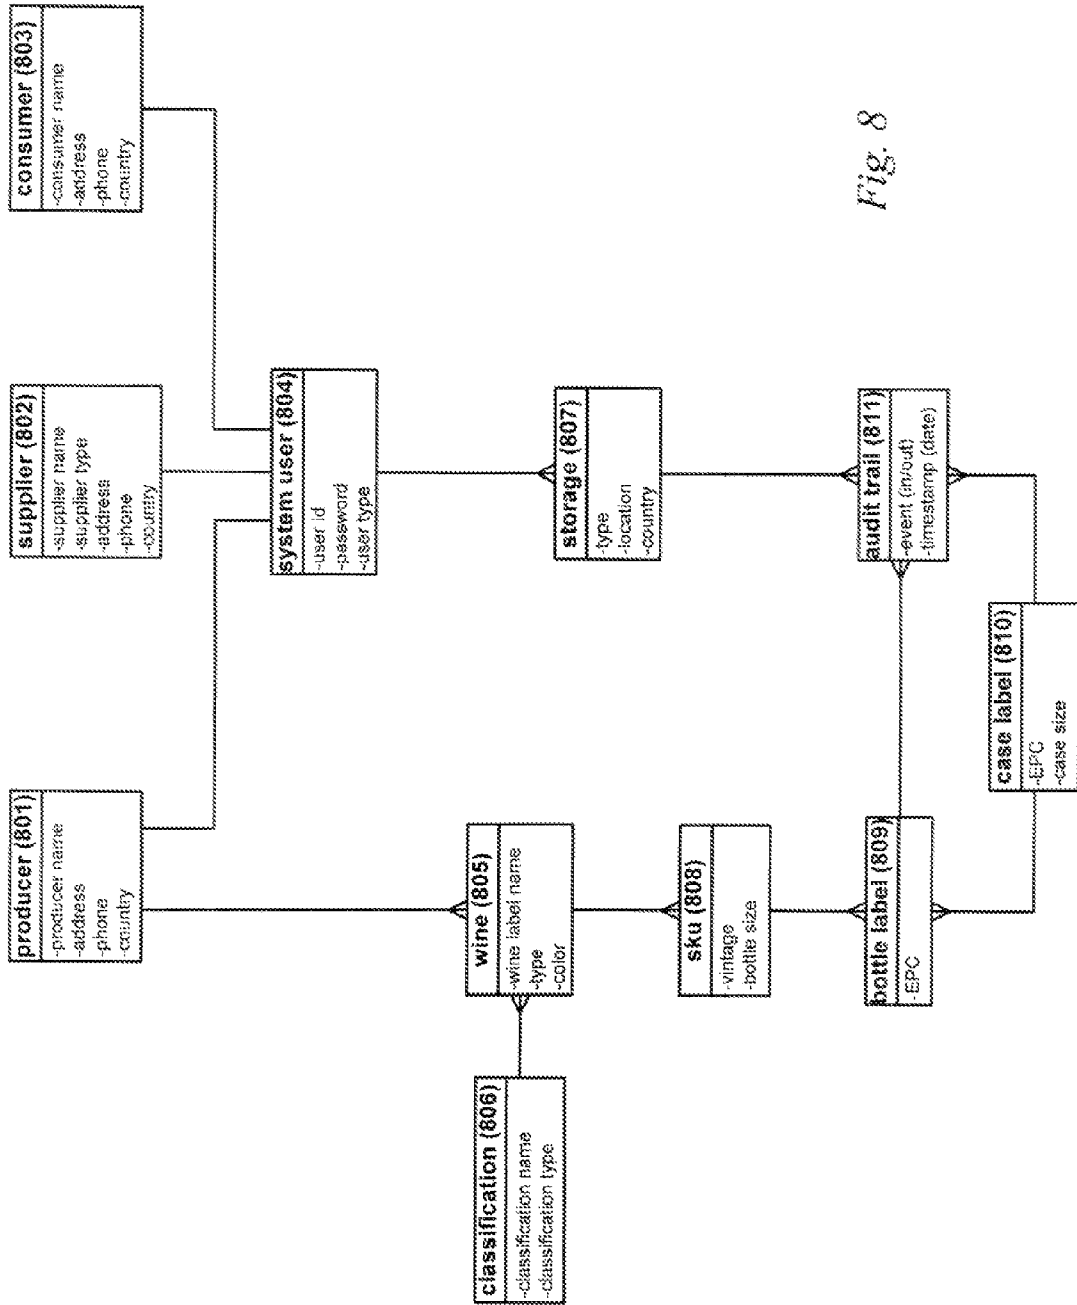 producer (801)
-producer name
-address
-phone
-country
supplier (802)
-supplier name
-supplier type
-address
-phone
-country
consumer (803)
-consumer name
-address
-phone
-country
system user (804)
-user id
-password
-user type
classification (806)
-classification name
-classification type
wine (805)
-wine label name
-type
-color
storage (807)
-type
-location
-country
sku (808)
-vintage
-bottle size
bottle label (809)
-EPC
audit trail (811)
-event (in/out)
-timestamp (date)
case label (810)
-EPC
-case size
Fig. 8